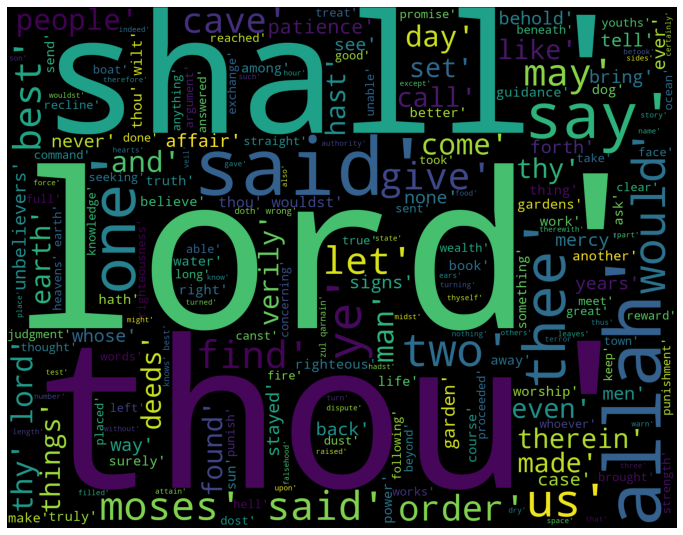 people'
cave'
patience'
promise'
treat'
behold'
youths'
son'
indeed'
reached'
shall'
day'
beneath'
tell'
ever'
certainly'
send'
boat'
therefore'
see'
good'
like'
sides'
betook'
best'
recline'
thou'
wilt'
anything'
argument
answered'
among'
hour'
such'
exchange'
hast'
unable'
set'
call'
except'
may'
guidance'
bring'
dog'
ocean'
wouldst'
better'
say'
story'
name'
never'
done'
affair'
straight'
authority'
come'
forth'
take'
face'
command'
hearts'
veil'
gave'
also'
took'
unbelievers'
one'
and'
seeking'
truth'
said'
give'
thy'
thing'
clear'
believe'
thou' wouldst'
none'
sent'
gardens'
ask'
would'
force'
full'
knowledge'
doth'
wrong'
work'
therewith'
part'
earth'
heavens' earth'
righteousness'
able'
water'
long'
know'
verily'
let'
true'
'state'
food'
wealth'
ears'
mercy'
another'
lord'
hath'
right'
concerning'
signs'
book'
turning'
something'
thee'
years'
meet'
great'
reward'
place'
might'
turned'
zul qarnain'
midst'
thyself'
judgment'
whose'
canst'
ye'
man'
two'
nothing'
others'
thus'
town'
thought'
words'
knows' best'
find
righteous'
hadst'
away'
terror'
leaves'
keep'
allah'
test'
fire'
life'
worship'
men'
punishment'
thy' lord'
things'
deeds'
number'
placed'
left'
found'
sun'
punish'
turn'
dispute'
stayed'
back'
garden'
course'
proceeded'
even'
whoever'
warn'
length'
without'
way'
dust'
falsehood'
raised'
following'
beyond'
therein'
thou'
surely'
attain'
upon'
works'
made'
case'
brought'
three'
strength'
filled'
hell'
power'
make'
truly'
moses'
dost'
said'
order'
dry'
us'
space'
that'